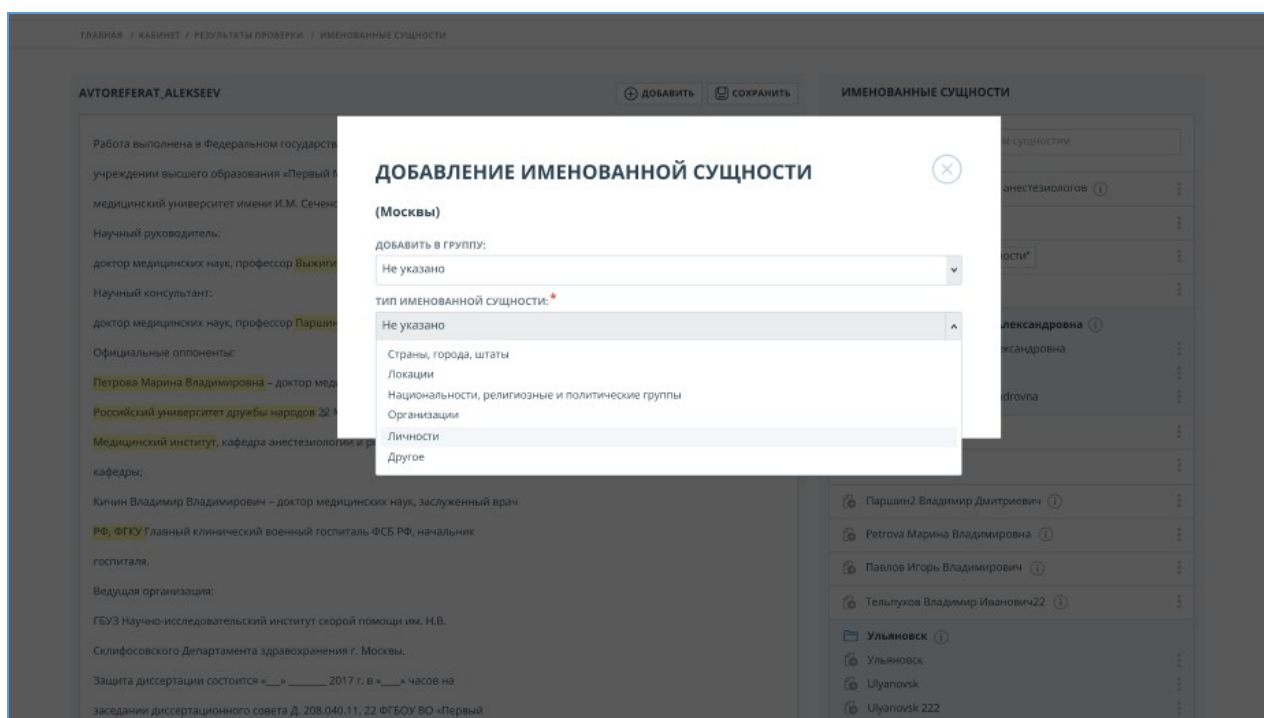 ГЛАВНАЯ / КАБИНЕТ / РЕЗУЛЬТАТЫ ПРОВЕРКИ / ИМЕНОВАННЫЕ СУЩНОСТИ
AVTOREFERAT_ALEKSEEV
ДОБАВИТЬ
СОХРАНИТЬ
Работа выполнена в Федеральном государств
учреждении высшего образования «Первый М
медицинский университет имени И.М. Сечено
Научный руководитель:
доктор медицинских наук, профессор Выжиги
Научный консультант:
доктор медицинских наук, профессор Паршин
Официальные оппоненты:
Петрова Марина Владимировна – доктор меди
Российский университет дружбы народов 22 М
Медицинский институт, кафедра анестезиологии и р
кафедры;
Кичин Владимир Владимирович – доктор медицинских наук, заслуженный врач
РФ, ФГКУ Главный клинический военный госпиталь ФСБ РФ, начальник
госпиталя.
Ведущая организация:
ГБУЗ Научно-исследовательский институт скорой помощи им. Н.В.
Склифосовского Департамента здравоохранения г. Москвы.
Защита диссертации состоится «__» _______ 2017 г. в «___» часов на
заседании диссертационного совета Д. 208.040.11, 22 ФГБОУ ВО «Первый
ДОБАВЛЕНИЕ ИМЕНОВАННОЙ СУЩНОСТИ
(Москвы)
ДОБАВИТЬ В ГРУППУ:
Не указано
ТИП ИМЕНОВАННОЙ СУЩНОСТИ:*
Не указано
Страны, города, штаты
Локации
Национальности, религиозные и политические группы
Организации
Личности
Другое
ИМЕНОВАННЫЕ СУЩНОСТИ
м сущностям
анестезиологов
ости"
лександровна
ександровна
drovna
Паршин2 Владимир Дмитриевич
Petrova Марина Владимировна
Павлов Игорь Владимирович
Тельпухов Владимир Иванович22
Ульяновск
Ульяновск
Ulyanovsk
Ulyanovsk 222